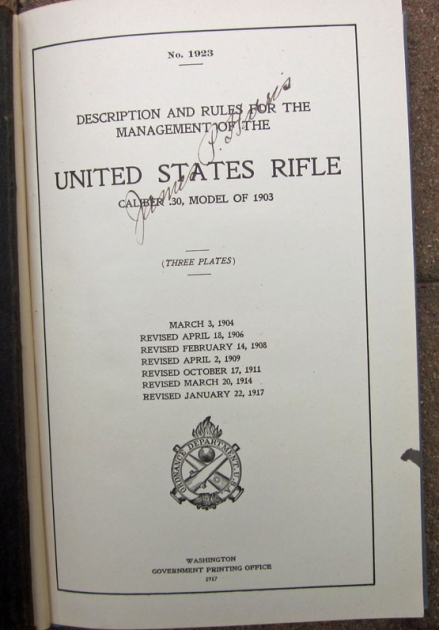 No. 1923
DESCRIPTION AND RULES FOR THE
MANAGEMENT OF THE
UNITED STATES RIFLE
CALIBER .30, MODEL OF 1903
(THREE PLATES)
MARCH 3, 1904
REVISED APRIL 18, 1906
REVISED FEBRUARY 14, 1908
REVISED APRIL 2, 1909
REVISED OCTOBER 17, 1911
REVISED MARCH 20, 1914
REVISED JANUARY 22, 1917
ORDNANCE DEPARTMENT, U.S.A.
WASHINGTON
GOVERNMENT PRINTING OFFICE
1917